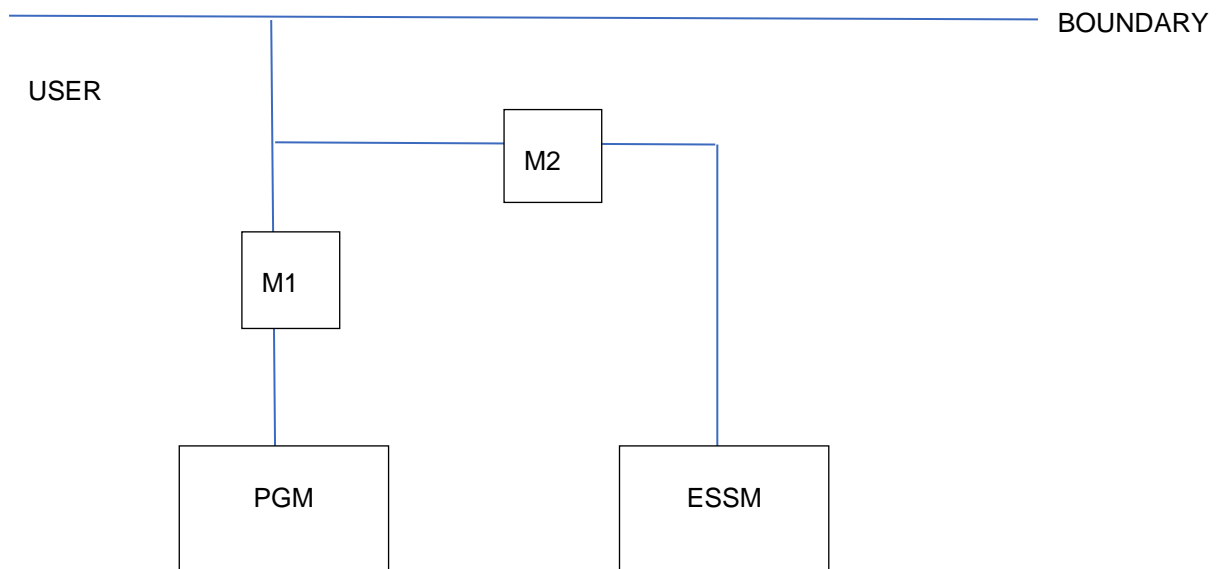 BOUNDARY
USER
M2
M1
PGM
ESSM